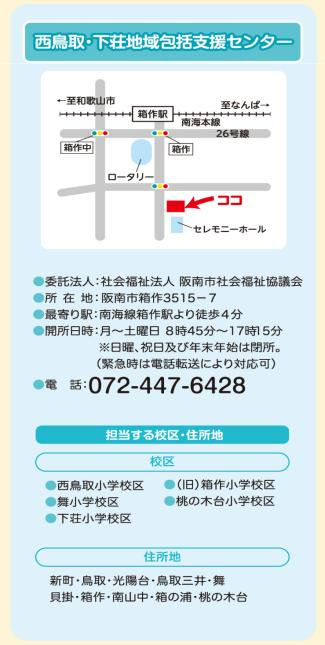 西鳥取・下荘地域包括支援センター
←至和歌山市
箱作駅
至なんば→
南海本線
26号線
箱作中
箱作
ロータリー
ココ
セレモニーホール
●委託法人：社会福祉法人 阪南市社会福祉協議会
●所 在 地：阪南市箱作3515－7
●最寄り駅：南海線箱作駅より徒歩４分
●開所日時：月～土曜日 8時45分～17時15分
※日曜、祝日及び年末年始は閉所。
（緊急時は電話転送により対応可）
●電　話：072-447-6428
担当する校区・住所地
校区
●西鳥取小学校区 ●（旧）箱作小学校区
●舞小学校区 ●桃の木台小学校区
●下荘小学校区
住所地
新町・鳥取・光陽台・鳥取三井・舞
貝掛・箱作・南山中・箱の浦・桃の木台